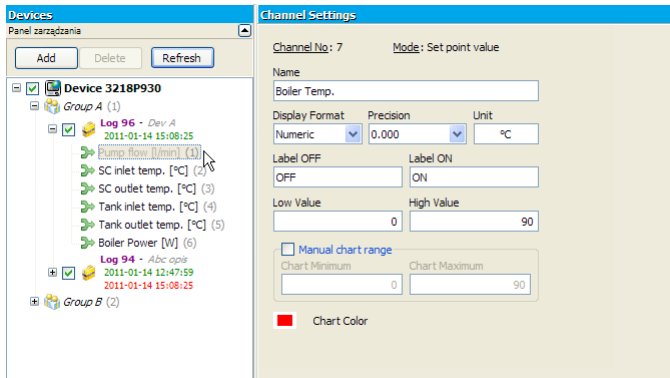 Devices
Panel zarządzania
Add Delete Refresh
Device 3218P930
Group A (1)
Log 96 - Dev A
2011-01-14 15:08:25
Pump flow [l/min] (1)
SC inlet temp. [°C] (2)
SC outlet temp. [°C] (3)
Tank inlet temp. [°C] (4)
Tank outlet temp. [°C] (5)
Boiler Power [W] (6)
Log 94 - Abc opis
2011-01-14 12:47:59
2011-01-14 15:08:25
Group B (2)
Channel Settings
Channel No: 7 Mode: Set point value
Name
Boiler Temp.
Display Format Precision Unit
Numeric 0.000 °C
Label OFF Label ON
OFF ON
Low Value High Value
0 90
Manual chart range
Chart Minimum Chart Maximum
0 90
Chart Color